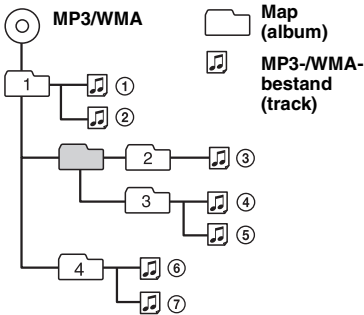 MP3/WMA
Map
(album)
MP3-/WMA-
bestand
(track)
1
①
②
2
③
3
④
⑤
4
⑥
⑦